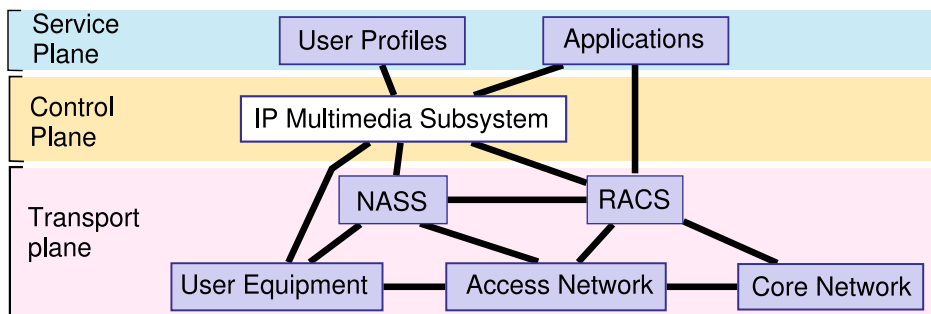 Service
Plane
User Profiles
Applications
Control
Plane
IP Multimedia Subsystem
Transport
plane
NASS
RACS
User Equipment
Access Network
Core Network